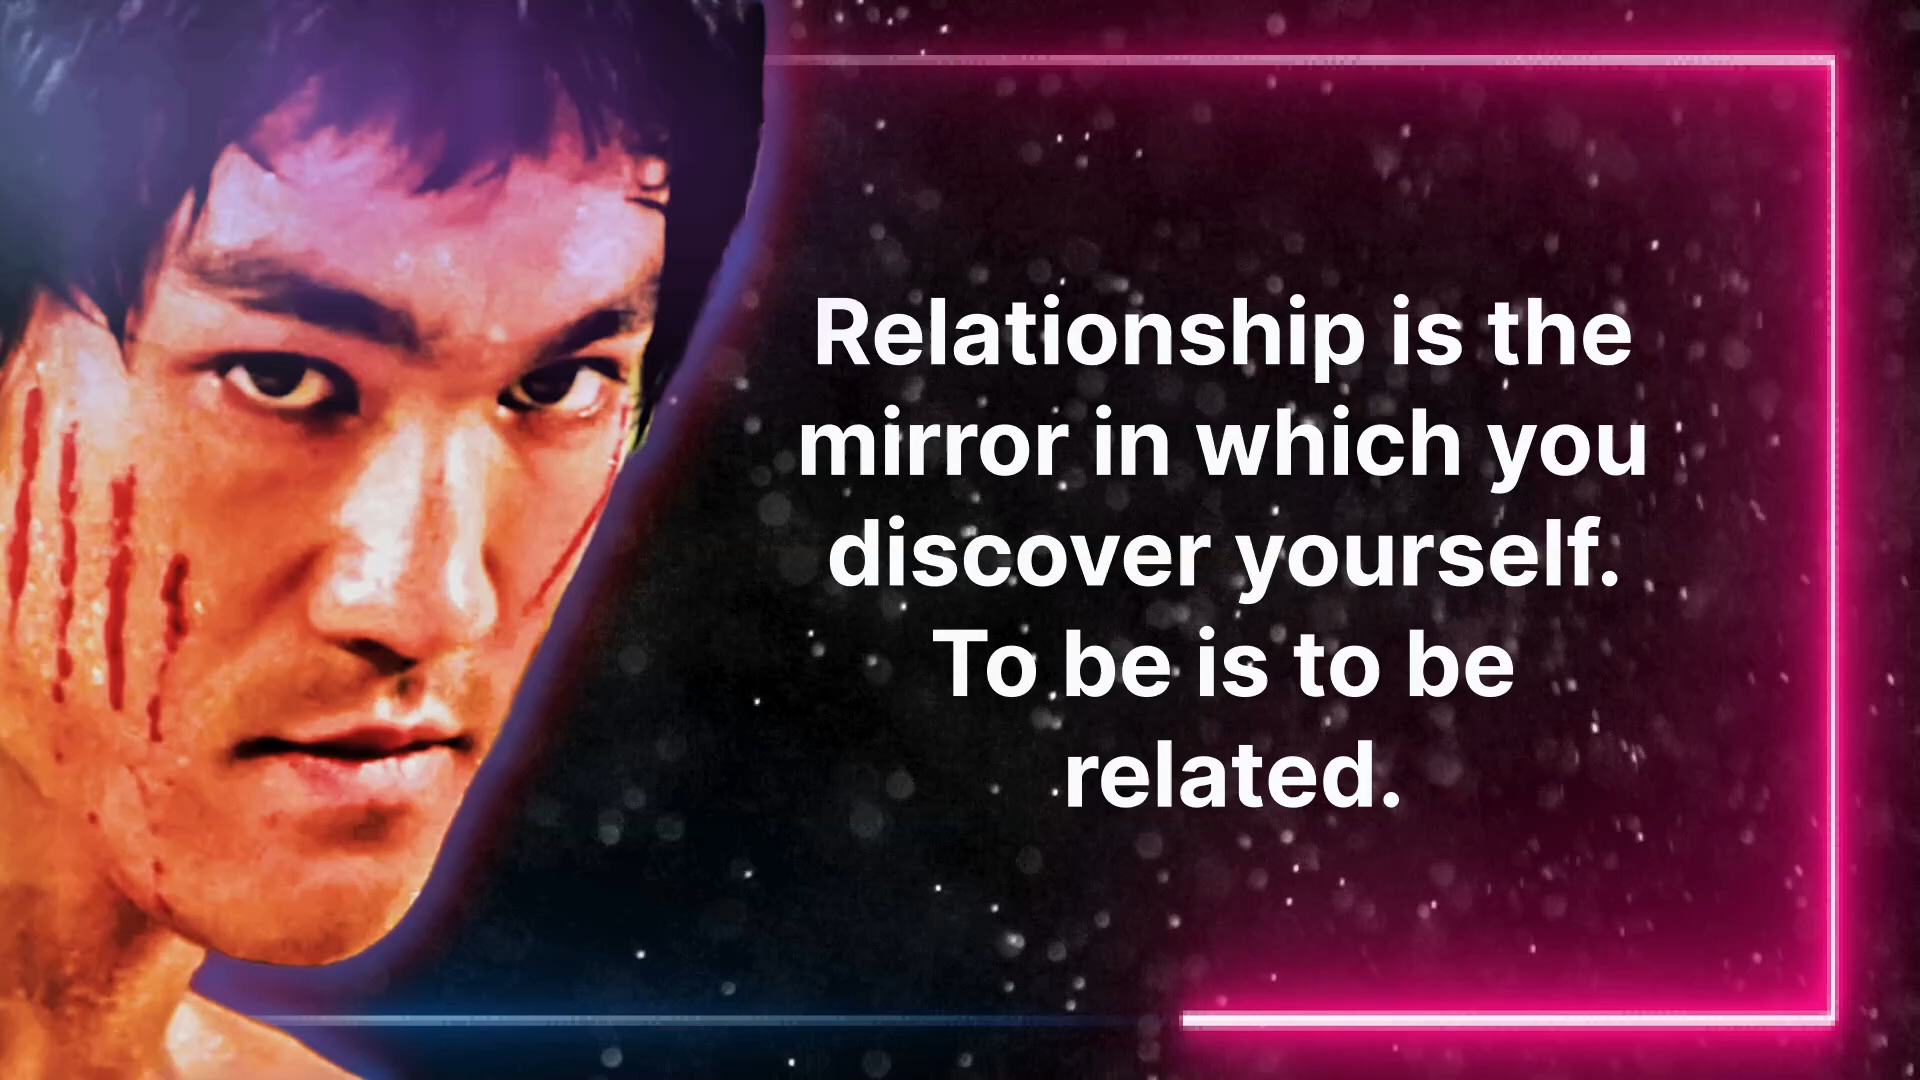 Relationship is the
mirror in which you
discover yourself.
To be is to be
related.